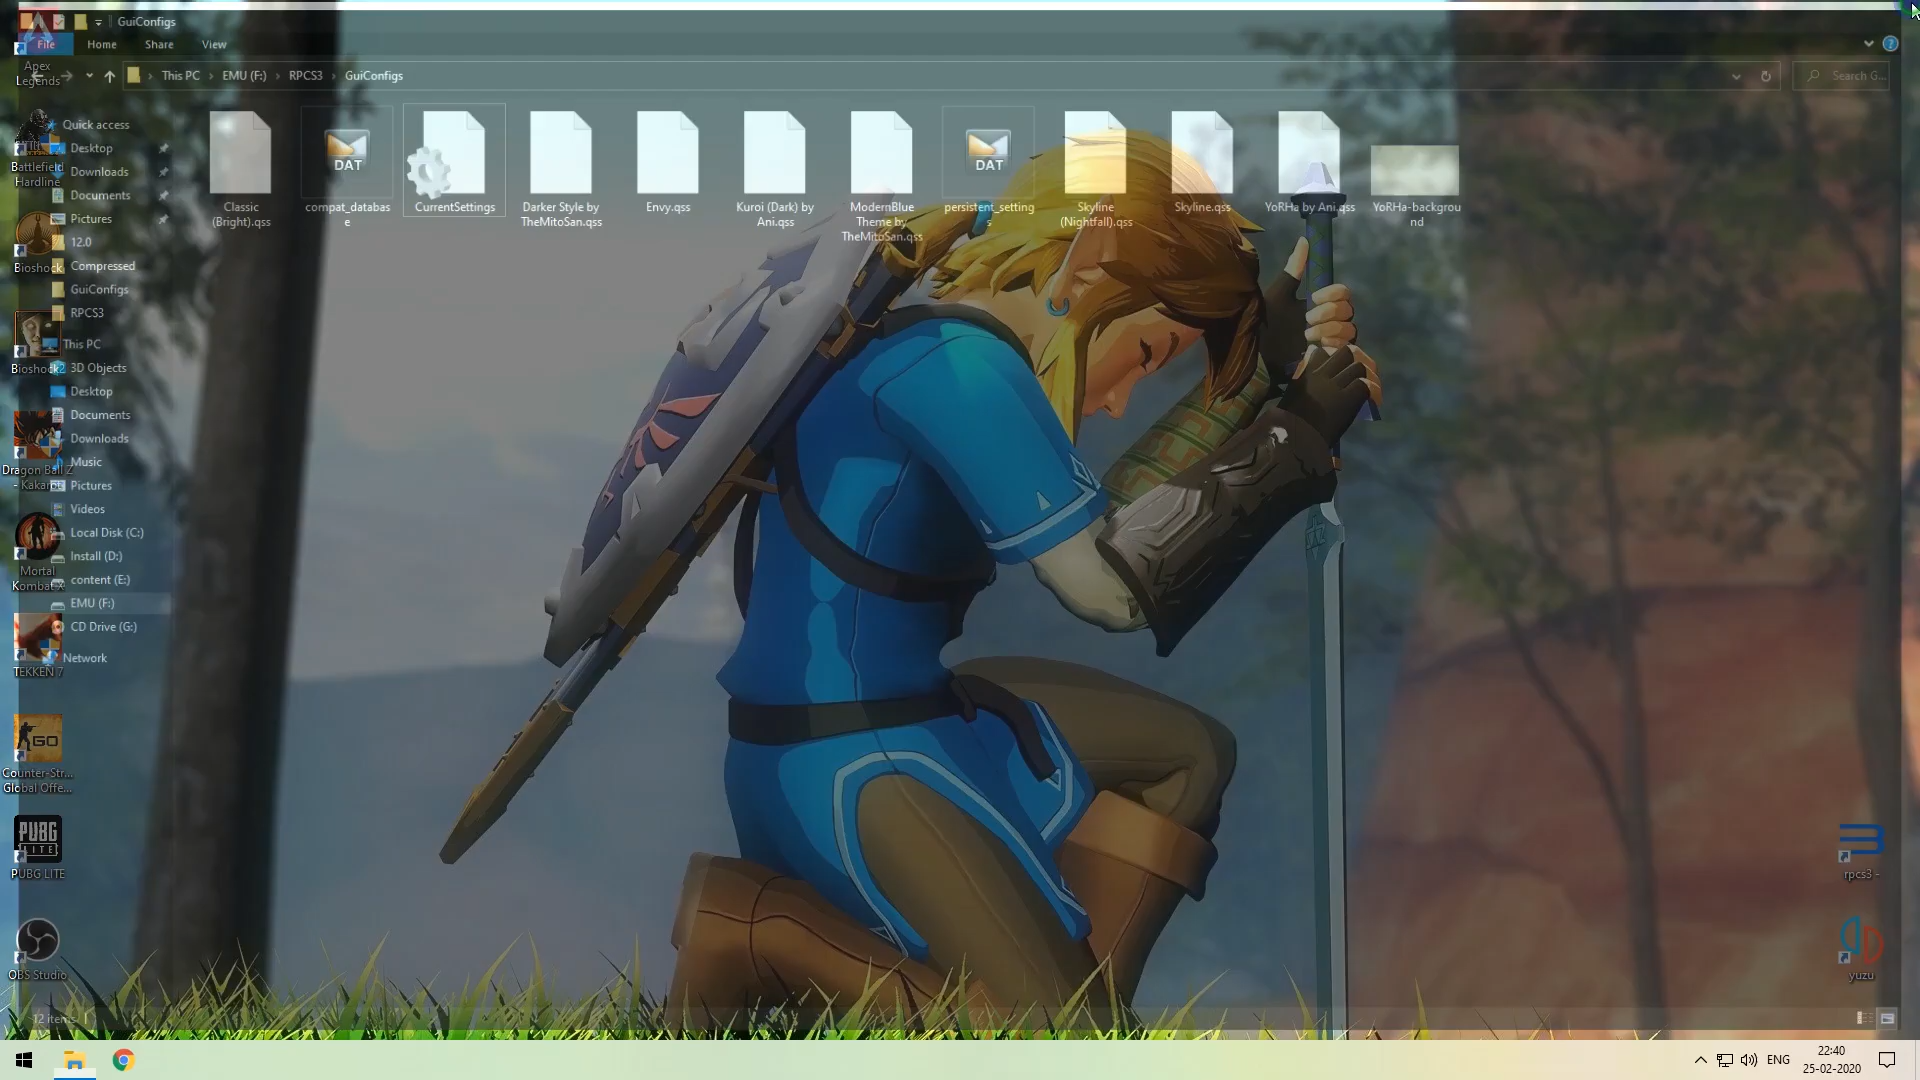 GuiConfigs
File Home Share View
This PC > EMU (F:) > RPCS3 > GuiConfigs
Search G...
Apex
Legends
Battlefield
Hardline
Bioshock
Bioshock
Dragon Ball Z
- Kakarot
Mortal
Kombat X
TEKKEN 7
Counter-Str...
Global Offe...
GO
PUBG
LITE
PUBG LITE
OBS Studio
Quick access
Desktop
Downloads
Documents
Pictures
12.0
Compressed
GuiConfigs
RPCS3
This PC
3D Objects
Desktop
Documents
Downloads
Music
Pictures
Videos
Local Disk (C:)
Install (D:)
content (E:)
EMU (F:)
CD Drive (G:)
Network
Classic
(Bright).qss
DAT
compat_databas
e
CurrentSettings
Darker Style by
TheMitoSan.qss
Envy.qss
Kuroi (Dark) by
Ani.qss
ModernBlue
Theme by
TheMitoSan.qss
DAT
persistent_setting
s
Skyline
(Nightfall).qss
Skyline.qss
YoRHa by Ani.qss
YoRHa-backgrou
nd
rpcs3 -
yuzu
12 items
ENG
22:40
25-02-2020